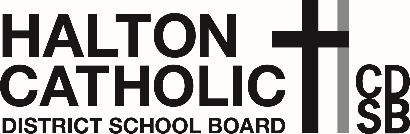 HALTON
CATHOLIC
DISTRICT SCHOOL BOARD
CD
SB